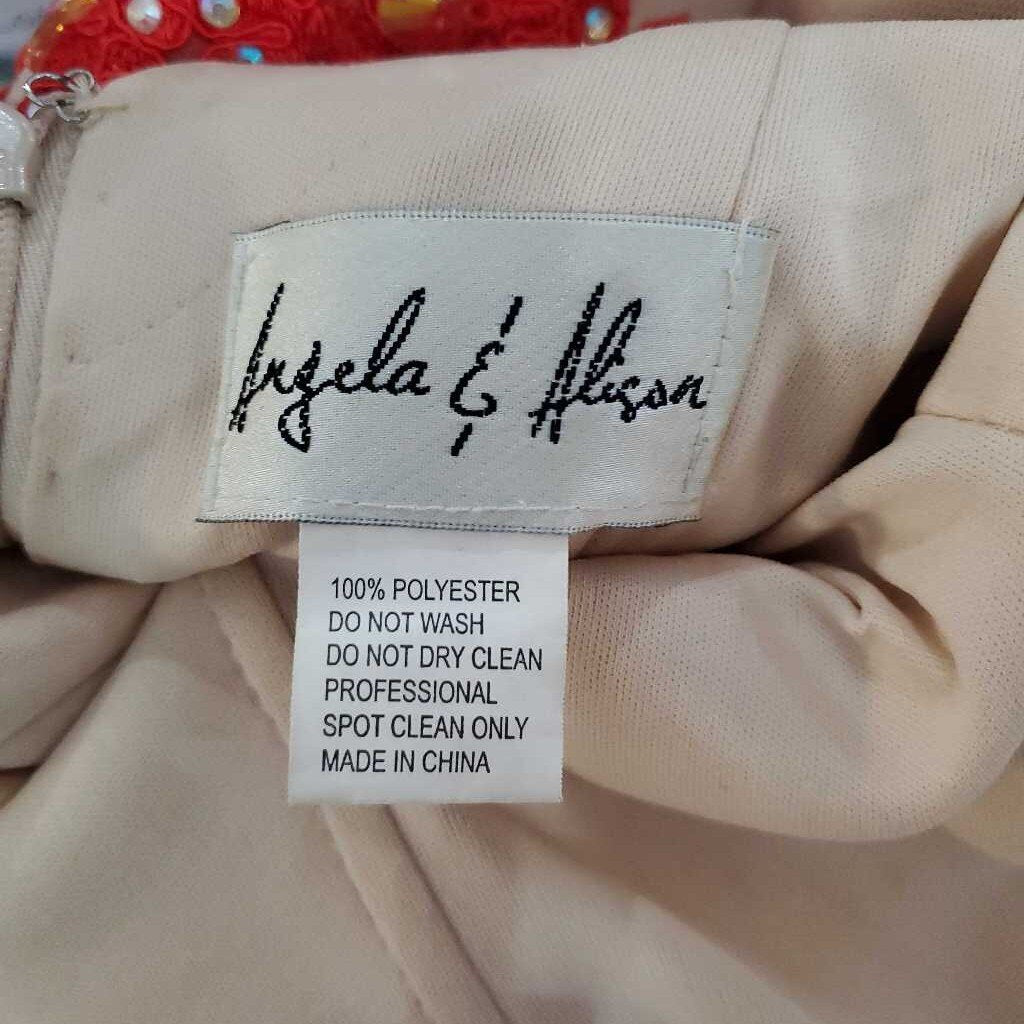 Angela & Alison
100% POLYESTER
DO NOT WASH
DO NOT DRY CLEAN
PROFESSIONAL
SPOT CLEAN ONLY
MADE IN CHINA